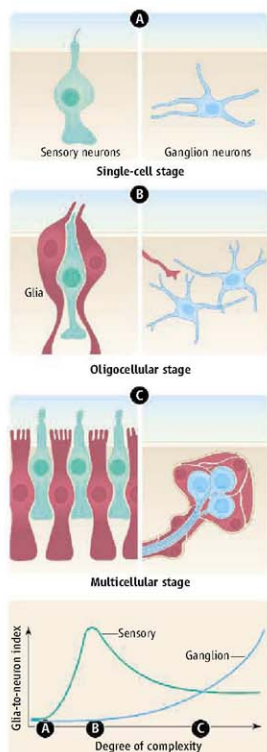 A
Sensory neurons Ganglion neurons
Single-cell stage
B
Glia
Oligocellular stage
C
Multicellular stage
Glia-to-neuron index
Sensory
Ganglion
A B C
Degree of complexity